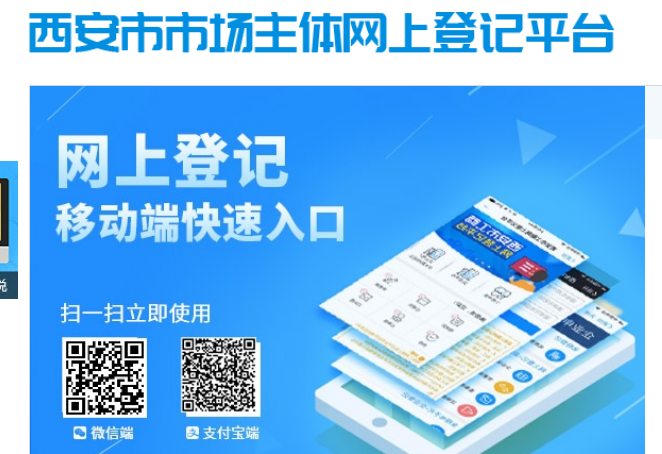 西安市市场主体网上登记平台
网上登记
移动端快速入口
扫一扫立即使用
微信端
支付宝端